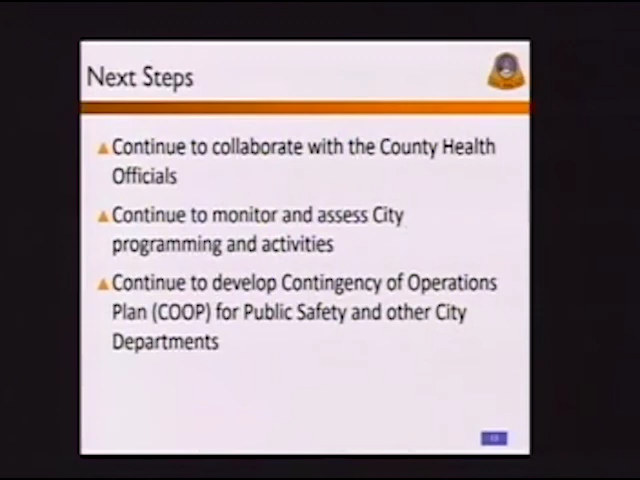 Next Steps
Continue to collaborate with the County Health
Officials
Continue to monitor and assess City
programming and activities
Continue to develop Contingency of Operations
Plan (COOP) for Public Safety and other City
Departments